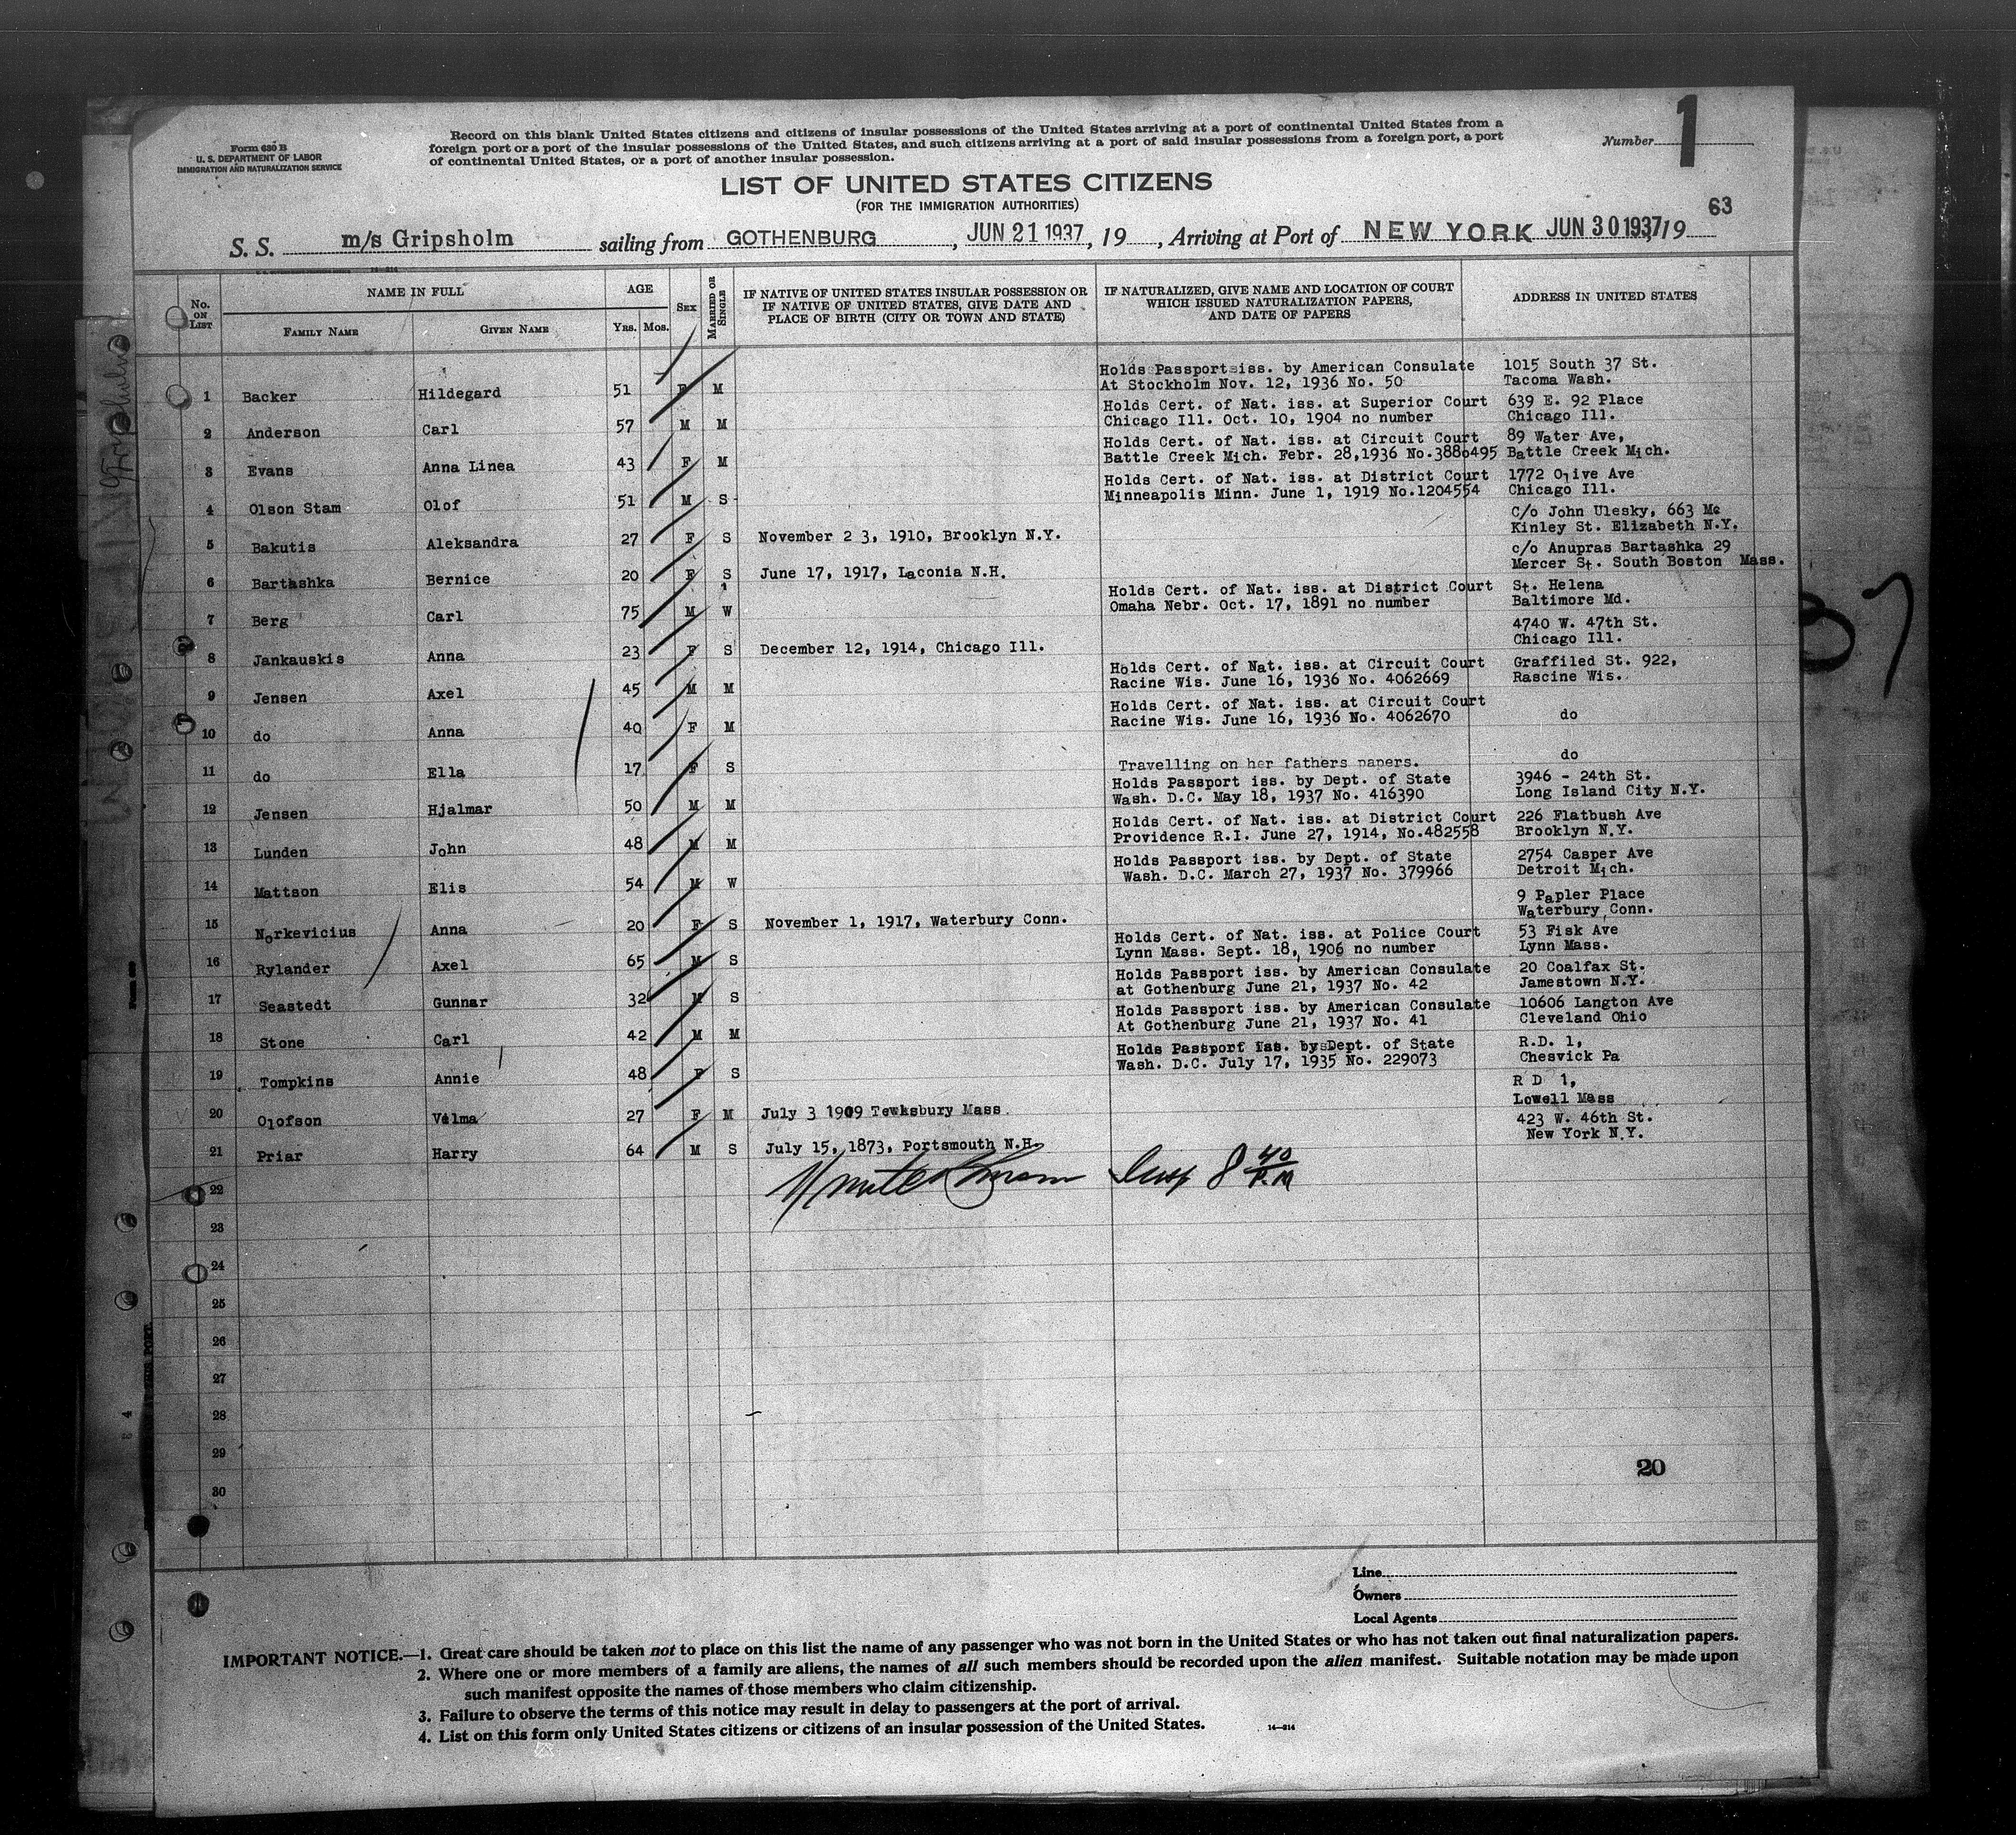 Form 630 B
U. S. DEPARTMENT OF LABOR
IMMIGRATION AND NATURALIZATION SERVICE
Record on this blank United States citizens and citizens of insular possessions of the United States arriving at a port of continental United States from a
foreign port or a port of the insular possessions of the United States, and such citizens arriving at a port of said insular possessions from a foreign port, a port
of continental United States, or a port of another insular possession.
Number 1
LIST OF UNITED STATES CITIZENS
(FOR THE IMMIGRATION AUTHORITIES)
63
S. S. m/s Gripsholm sailing from GOTHENBURG, JUN 21 1937, 19 , Arriving at Port of NEW YORK JUN 30 1937, 19
No. ON LIST
NAME IN FULL
FAMILY NAME
GIVEN NAME
AGE
YRS. MOS.
SEX
MARRIED OR SINGLE
IF NATIVE OF UNITED STATES INSULAR POSSESSION OR
IF NATIVE OF UNITED STATES, GIVE DATE AND
PLACE OF BIRTH (CITY OR TOWN AND STATE)
IF NATURALIZED, GIVE NAME AND LOCATION OF COURT
WHICH ISSUED NATURALIZATION PAPERS,
AND DATE OF PAPERS
ADDRESS IN UNITED STATES
Holds Passport iss. by American Consulate 1015 South 37 St.
1 Backer Hildegard 51 F M At Stockholm Nov. 12, 1936 No. 50 Tacoma Wash.
Holds Cert. of Nat. iss. at Superior Court 639 E. 92 Place
2 Anderson Carl 57 M M Chicago Ill. Oct. 10, 1904 no number Chicago Ill.
Holds Cert. of Nat. iss. at Circuit Court 89 Water Ave,
3 Evans Anna Linea 43 F M Battle Creek Mich. Febr. 28,1936 No.3880495 Battle Creek Mich.
Holds Cert. of Nat. iss. at District Court 1772 Olive Ave
4 Olson Stam Olof 51 M S Minneapolis Minn. June 1, 1919 No.1204554 Chicago Ill.
c/o John Ulesky, 663 Mc
5 Bakutis Aleksandra 27 F S November 2 3, 1910, Brooklyn N.Y. Kinley St. Elizabeth N.Y.
c/o Anupras Bartashka 29
6 Bartashka Bernice 20 F S June 17, 1917, Laconia N.H. Mercer St. South Boston Mass.
Holds Cert. of Nat. iss. at District Court St. Helena
7 Berg Carl 75 M W Omaha Nebr. Oct. 17, 1891 no number Baltimore Md.
4740 W. 47th St.
8 Jankauskis Anna 23 F S December 12, 1914, Chicago Ill. Chicago Ill.
Holds Cert. of Nat. iss. at Circuit Court Graffiled St. 922,
9 Jensen Axel 45 M M Racine Wis. June 16, 1936 No. 4062669 Rascine Wis.
Holds Cert. of Nat. iss. at Circuit Court
10 do Anna 40 F M Racine Wis. June 16, 1936 No. 4062670 do
11 do Ella 17 F S Travelling on her fathers papers. do
Holds Passport iss. by Dept. of State 3946 - 24th St.
12 Jensen Hjalmar 50 M M Wash. D.C. May 18, 1937 No. 416390 Long Island City N.Y.
Holds Cert. of Nat. iss. at District Court 226 Flatbush Ave
13 Lunden John 48 M M Providence R.I. June 27, 1914, No.482558 Brooklyn N.Y.
Holds Passport iss. by Dept. of State 2754 Casper Ave
14 Mattson Elis 54 M W Wash. D.C. March 27, 1937 No. 379966 Detroit Mich.
9 Papler Place
15 Norkevicius Anna 20 F S November 1, 1917, Waterbury Conn. Waterbury Conn.
Holds Cert. of Nat. iss. at Police Court 53 Fisk Ave
16 Rylander Axel 65 M S Lynn Mass. Sept. 18, 1906 no number Lynn Mass.
Holds Passport iss. by American Consulate 20 Coalfax St.
17 Seastedt Gunnar 32 M S at Gothenburg June 21, 1937 No. 42 Jamestown N.Y.
Holds Passport iss. by American Consulate 10606 Langton Ave
18 Stone Carl 42 M M At Gothenburg June 21, 1937 No. 41 Cleveland Ohio
Holds Passport iss. by Dept. of State R.D. 1,
19 Tompkins Annie 48 F S Wash. D.C. July 17, 1935 No. 229073 Chesvick Pa
R D 1,
20 Olofson Velma 27 F M July 3 1909 Tewksbury Mass Lowell Mass
423 W. 46th St.
21 Priar Harry 64 M S July 15, 1873, Portsmouth N.H. New York N.Y.
22 Insp 8 40 P.M
23
24
25
26
27
28
29
20
30
Line
Owners
Local Agents
IMPORTANT NOTICE.—1. Great care should be taken not to place on this list the name of any passenger who was not born in the United States or who has not taken out final naturalization papers.
2. Where one or more members of a family are aliens, the names of all such members should be recorded upon the alien manifest. Suitable notation may be made upon
such manifest opposite the names of those members who claim citizenship.
3. Failure to observe the terms of this notice may result in delay to passengers at the port of arrival.
4. List on this form only United States citizens or citizens of an insular possession of the United States.
14—214